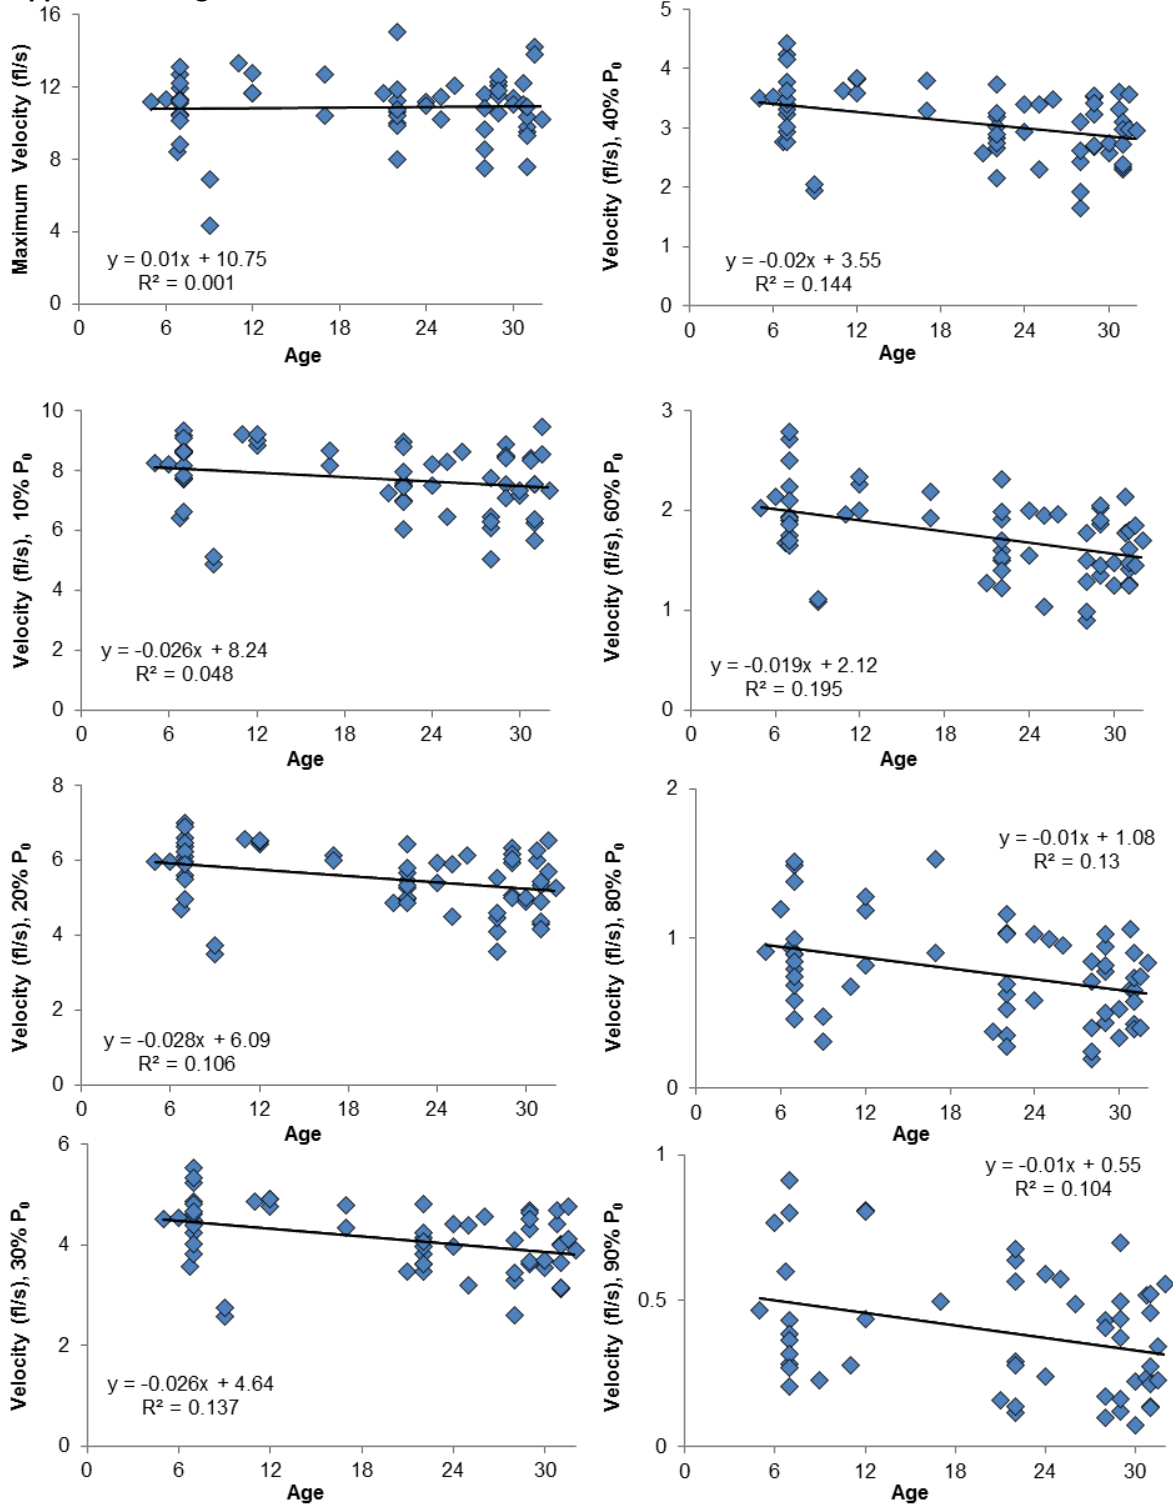 Maximum Velocity (fl/s)
16
12
8
4
0
y = 0.01x + 10.75
R² = 0.001
0 6 12 18 24 30
Age
Velocity (fl/s), 40% P0
5
4
3
2
1
0
y = -0.02x + 3.55
R² = 0.144
0 6 12 18 24 30
Age
Velocity (fl/s), 10% P0
10
8
6
4
2
0
y = -0.026x + 8.24
R² = 0.048
0 6 12 18 24 30
Age
Velocity (fl/s), 60% P0
3
2
1
0
y = -0.019x + 2.12
R² = 0.195
0 6 12 18 24 30
Age
Velocity (fl/s), 20% P0
8
6
4
2
0
y = -0.028x + 6.09
R² = 0.106
0 6 12 18 24 30
Age
Velocity (fl/s), 80% P0
2
1
0
y = -0.01x + 1.08
R² = 0.13
0 6 12 18 24 30
Age
Velocity (fl/s), 30% P0
6
4
2
0
y = -0.026x + 4.64
R² = 0.137
0 6 12 18 24 30
Age
Velocity (fl/s), 90% P0
1
0.5
0
y = -0.01x + 0.55
R² = 0.104
0 6 12 18 24 30
Age